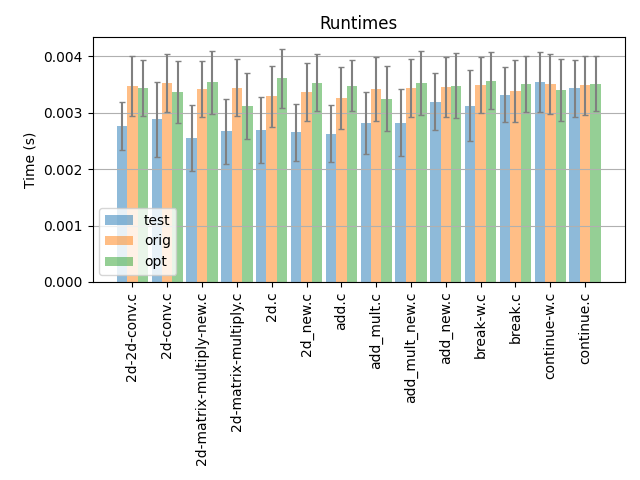 Runtimes
Time (s)
0.004
0.003
0.002
0.001
0.000
test
orig
opt
2d-2d-conv.c
2d-conv.c
2d-matrix-multiply-new.c
2d-matrix-multiply.c
2d.c
2d_new.c
add.c
add_mult.c
add_mult_new.c
add_new.c
break-w.c
break.c
continue-w.c
continue.c